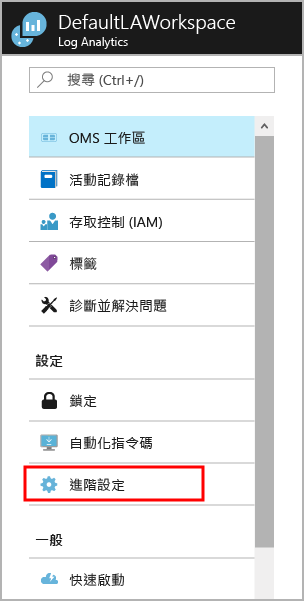 DefaultLAWorkspace
Log Analytics
搜尋 (Ctrl+/)
OMS 工作區
活動記錄檔
存取控制 (IAM)
標籤
診斷並解決問題
設定
鎖定
自動化指令碼
進階設定
一般
快速啟動